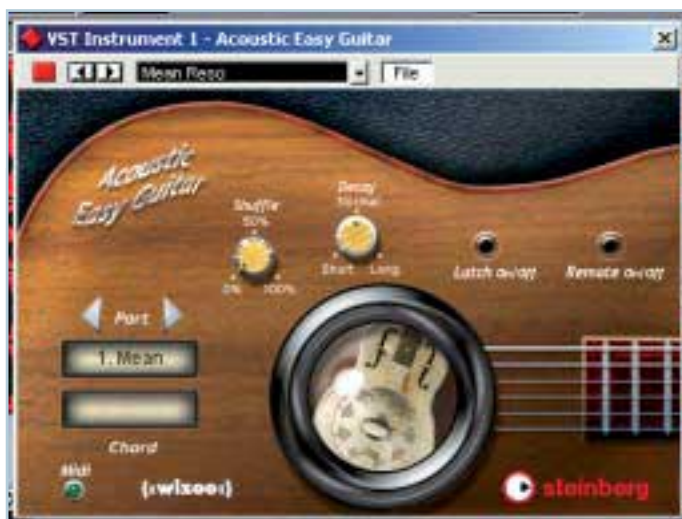 VST Instrument 1 - Acoustic Easy Guitar
Mean Reso
File
Acoustic
Easy Guitar
Shuffle
50%
0% 100%
Decay
Normal
Short Long
Latch on/off
Remote on/off
Part
1. Mean
Chord
Midi
wizoo
steinberg